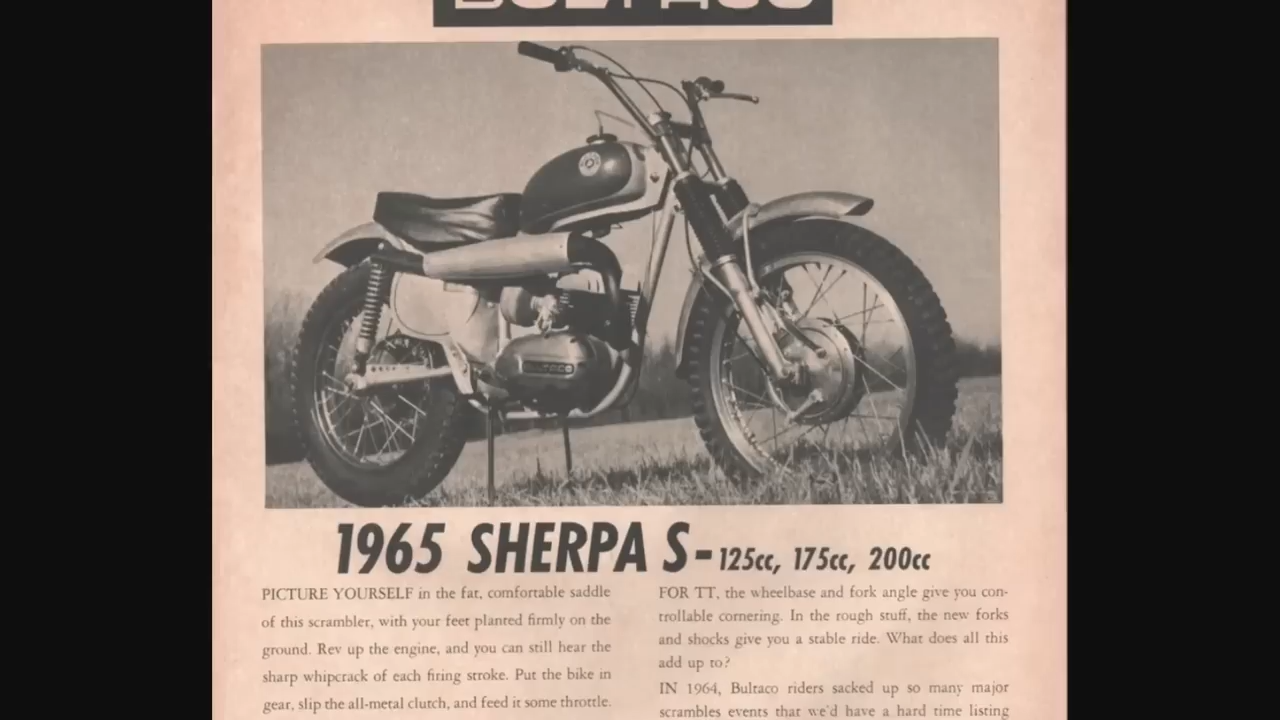 BULTACO
BULTACO
1965 SHERPA S-125cc, 175cc, 200cc
PICTURE YOURSELF in the fat, comfortable saddle
of this scrambler, with your feet planted firmly on the
ground. Rev up the engine, and you can still hear the
sharp whipcrack of each firing stroke. Put the bike in
gear, slip the all-metal clutch, and feed it some throttle.
FOR TT, the wheelbase and fork angle give you con-
trollable cornering. In the rough stuff, the new forks
and shocks give you a stable ride. What does all this
add up to?
IN 1964, Bultaco riders sacked up so many major
scrambles events that we'd have a hard time listing